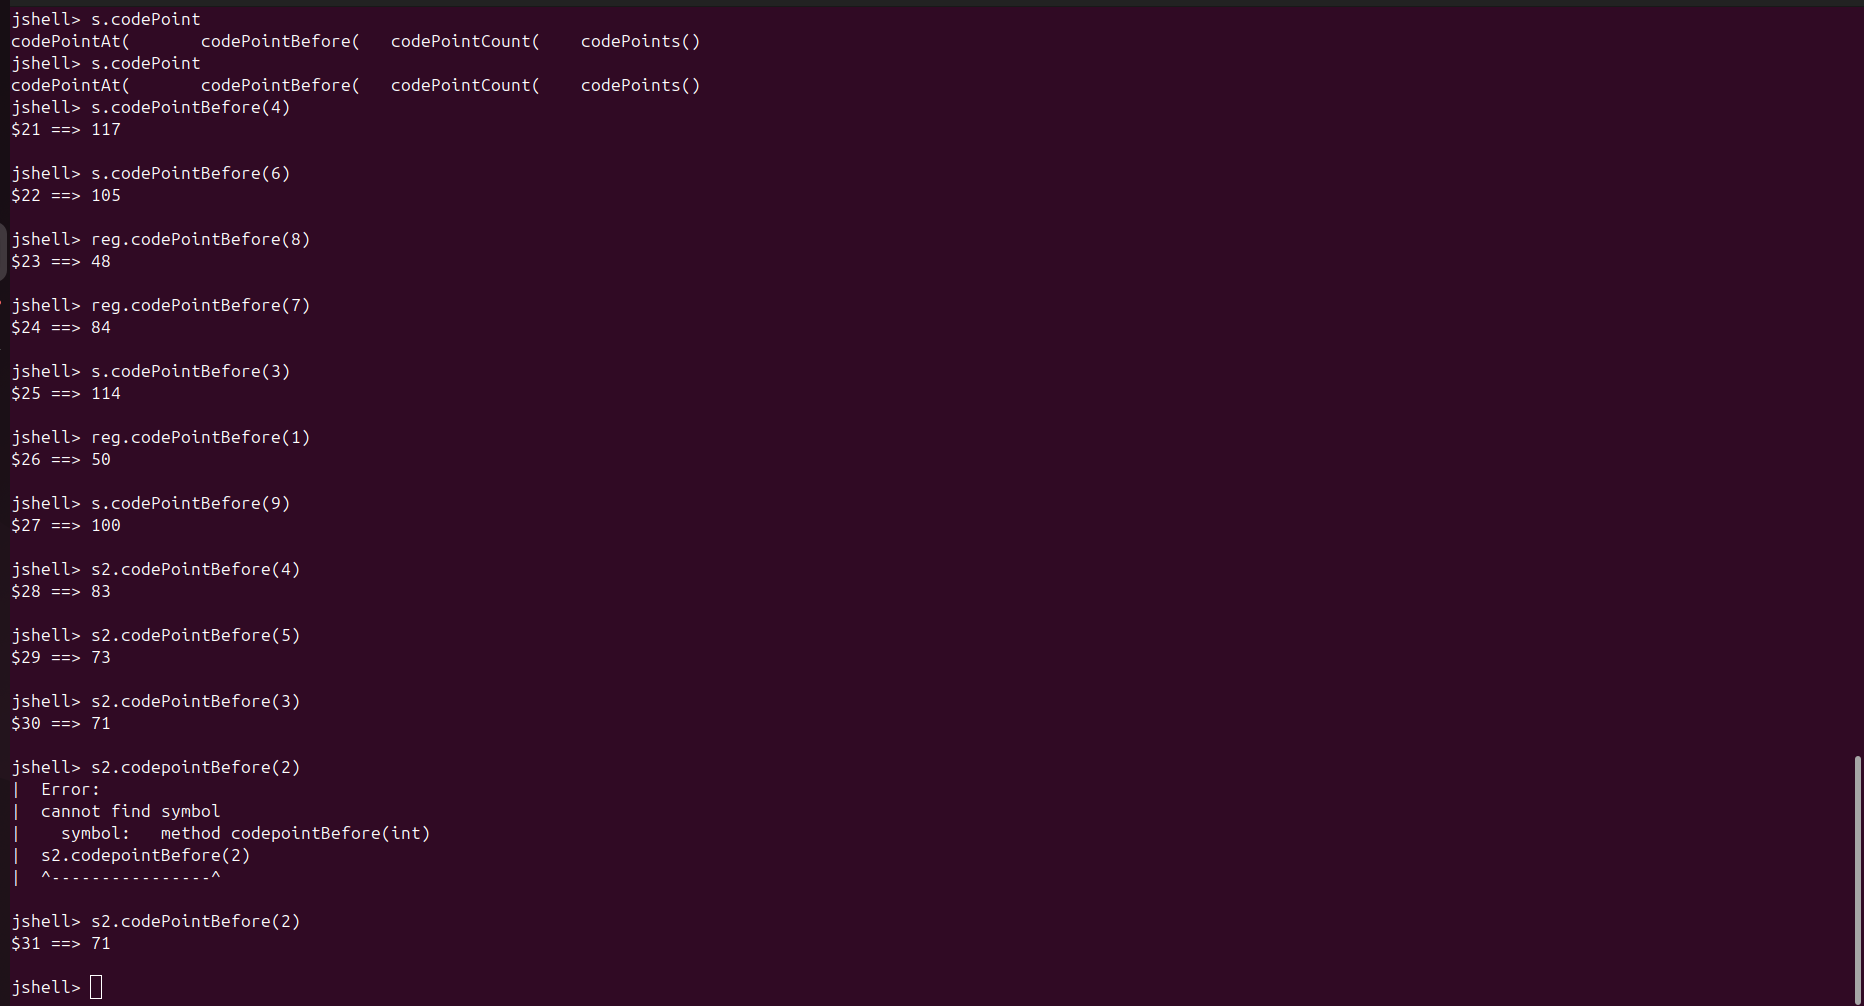 jshell> s.codePoint
codePointAt(       codePointBefore(   codePointCount(    codePoints()
jshell> s.codePoint
codePointAt(       codePointBefore(   codePointCount(    codePoints()
jshell> s.codePointBefore(4)
$21 ==> 117
jshell> s.codePointBefore(6)
$22 ==> 105
jshell> reg.codePointBefore(8)
$23 ==> 48
jshell> reg.codePointBefore(7)
$24 ==> 84
jshell> s.codePointBefore(3)
$25 ==> 114
jshell> reg.codePointBefore(1)
$26 ==> 50
jshell> s.codePointBefore(9)
$27 ==> 100
jshell> s2.codePointBefore(4)
$28 ==> 83
jshell> s2.codePointBefore(5)
$29 ==> 73
jshell> s2.codePointBefore(3)
$30 ==> 71
jshell> s2.codepointBefore(2)
|  Error:
|  cannot find symbol
|    symbol:   method codepointBefore(int)
|  s2.codepointBefore(2)
|  ^----------------^
jshell> s2.codePointBefore(2)
$31 ==> 71
jshell>